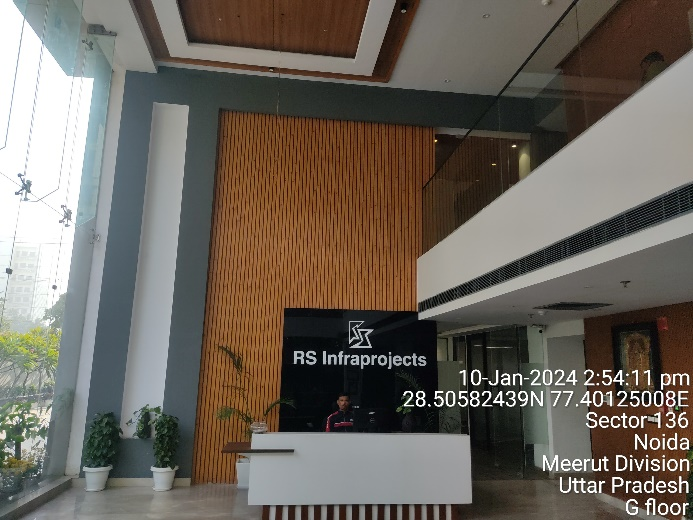 RS Infraprojects
10-Jan-2024 2:54:11 pm
28.50582439N 77.40125008E
Sector-136
Noida
Meerut Division
Uttar Pradesh
G floor